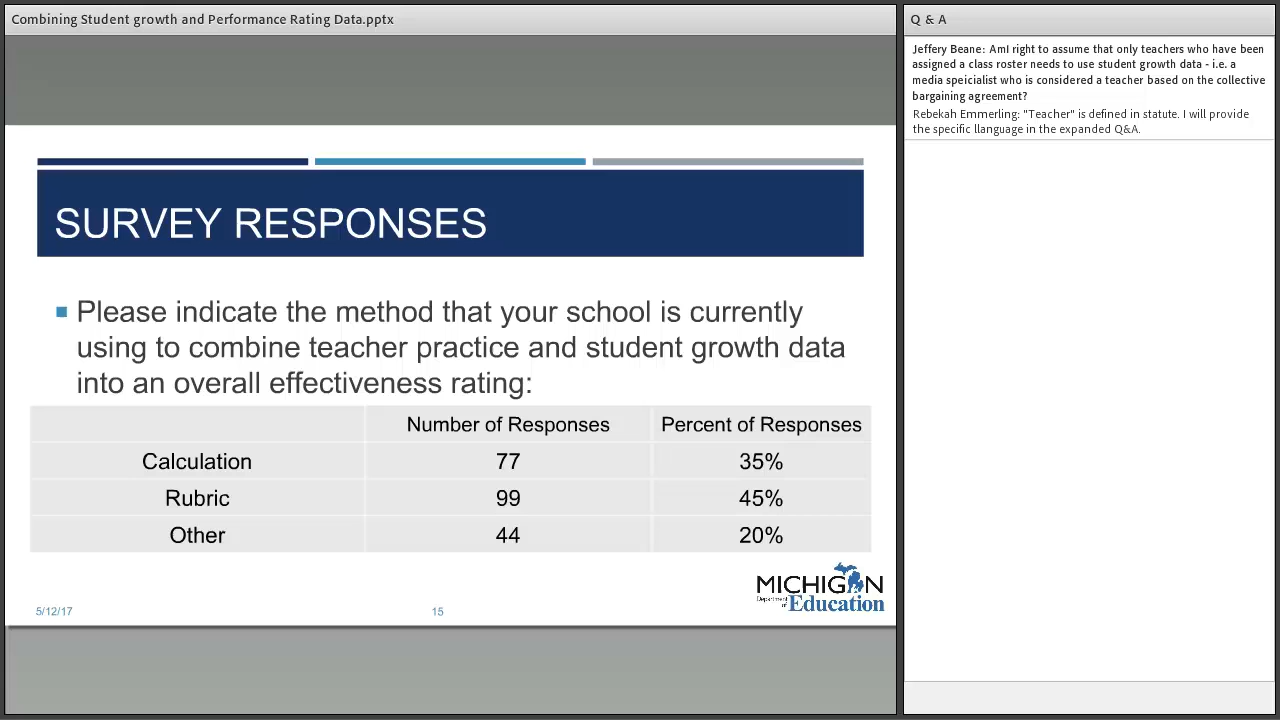 Combining Student growth and Performance Rating Data.pptx
SURVEY RESPONSES
Please indicate the method that your school is currently
using to combine teacher practice and student growth data
into an overall effectiveness rating:
Number of Responses Percent of Responses
Calculation 77 35%
Rubric 99 45%
Other 44 20%
MICHIGAN
Department of Education
5/12/17 15
Q & A
Jeffery Beane: AmI right to assume that only teachers who have been
assigned a class roster needs to use student growth data - i.e. a
media speicialist who is considered a teacher based on the collective
bargaining agreement?
Rebekah Emmerling: "Teacher" is defined in statute. I will provide
the specific llanguage in the expanded Q&A.